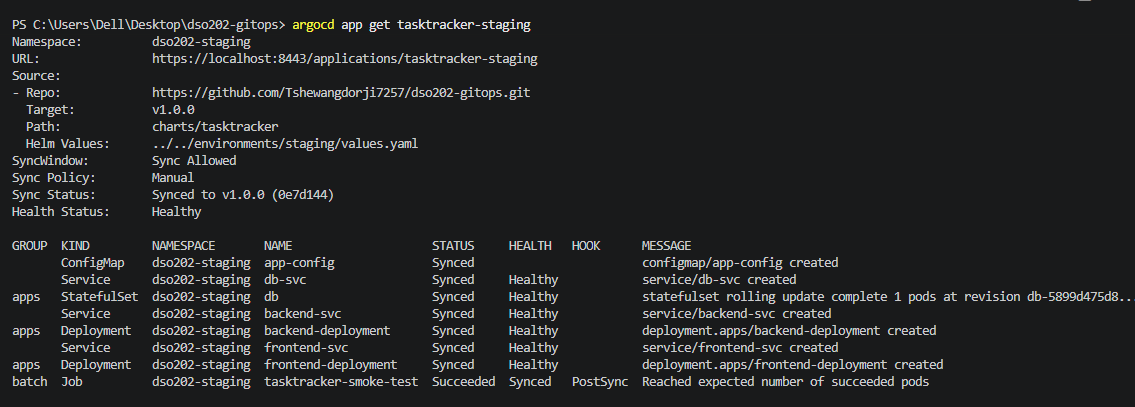 PS C:\Users\Dell\Desktop\dso202-gitops> argocd app get tasktracker-staging
Namespace:          dso202-staging
URL:                https://localhost:8443/applications/tasktracker-staging
Source:
- Repo:             https://github.com/Tshewangdorji7257/dso202-gitops.git
  Target:           v1.0.0
  Path:             charts/tasktracker
  Helm Values:      ../../environments/staging/values.yaml
SyncWindow:         Sync Allowed
Sync Policy:        Manual
Sync Status:        Synced to v1.0.0 (0e7d144)
Health Status:      Healthy

GROUP  KIND         NAMESPACE       NAME                    STATUS     HEALTH   HOOK      MESSAGE
       ConfigMap    dso202-staging  app-config              Synced                        configmap/app-config created
       Service      dso202-staging  db-svc                  Synced     Healthy            service/db-svc created
apps   StatefulSet  dso202-staging  db                      Synced     Healthy            statefulset rolling update complete 1 pods at revision db-5899d475d8...
       Service      dso202-staging  backend-svc             Synced     Healthy            service/backend-svc created
apps   Deployment   dso202-staging  backend-deployment      Synced     Healthy            deployment.apps/backend-deployment created
       Service      dso202-staging  frontend-svc            Synced     Healthy            service/frontend-svc created
apps   Deployment   dso202-staging  frontend-deployment     Synced     Healthy            deployment.apps/frontend-deployment created
batch  Job          dso202-staging  tasktracker-smoke-test  Succeeded  Synced   PostSync  Reached expected number of succeeded pods